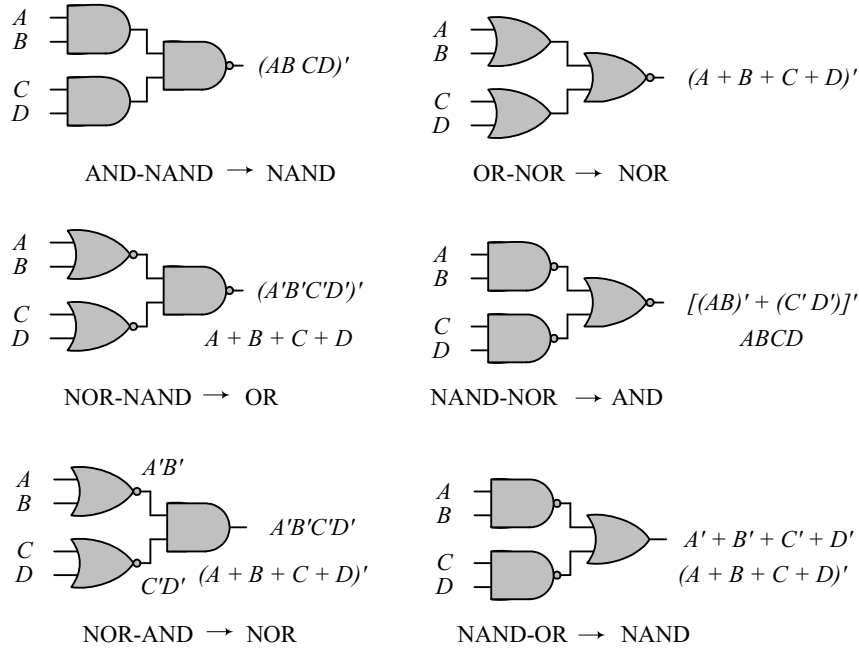 A
B
C
D
(AB CD)′
AND-NAND → NAND
A
B
C
D
(A + B + C + D)′
OR-NOR → NOR
A
B
C
D
(A′B′C′D′)′
A + B + C + D
NOR-NAND → OR
A
B
C
D
[(AB)′ + (C′ D′)]′
ABCD
NAND-NOR → AND
A
B
C
D
A′B′
C′D′
A′B′C′D′
(A + B + C + D)′
NOR-AND → NOR
A
B
C
D
A′ + B′ + C′ + D′
(A + B + C + D)′
NAND-OR → NAND